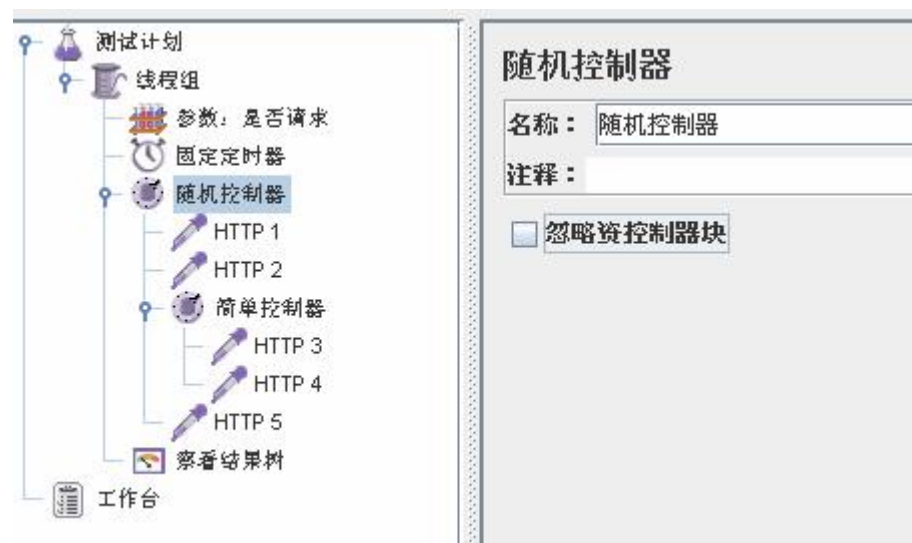 测试计划
线程组
参数：是否请求
固定定时器
随机控制器
HTTP 1
HTTP 2
简单控制器
HTTP 3
HTTP 4
HTTP 5
察看结果树
工作台
随机控制器
名称：随机控制器
注释：
忽略资控制器块